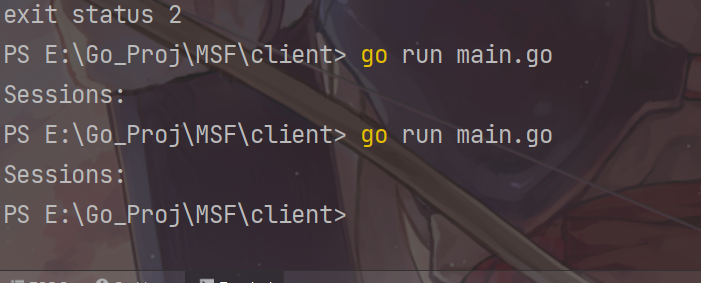 exit status 2
PS E:\Go_Proj\MSF\client> go run main.go
Sessions:
PS E:\Go_Proj\MSF\client> go run main.go
Sessions:
PS E:\Go_Proj\MSF\client>